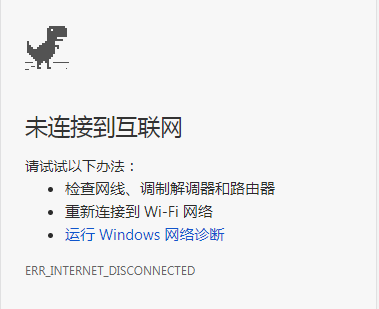 未连接到互联网
请试试以下办法：
• 检查网线、调制解调器和路由器
• 重新连接到 Wi-Fi 网络
• 运行 Windows 网络诊断
ERR_INTERNET_DISCONNECTED